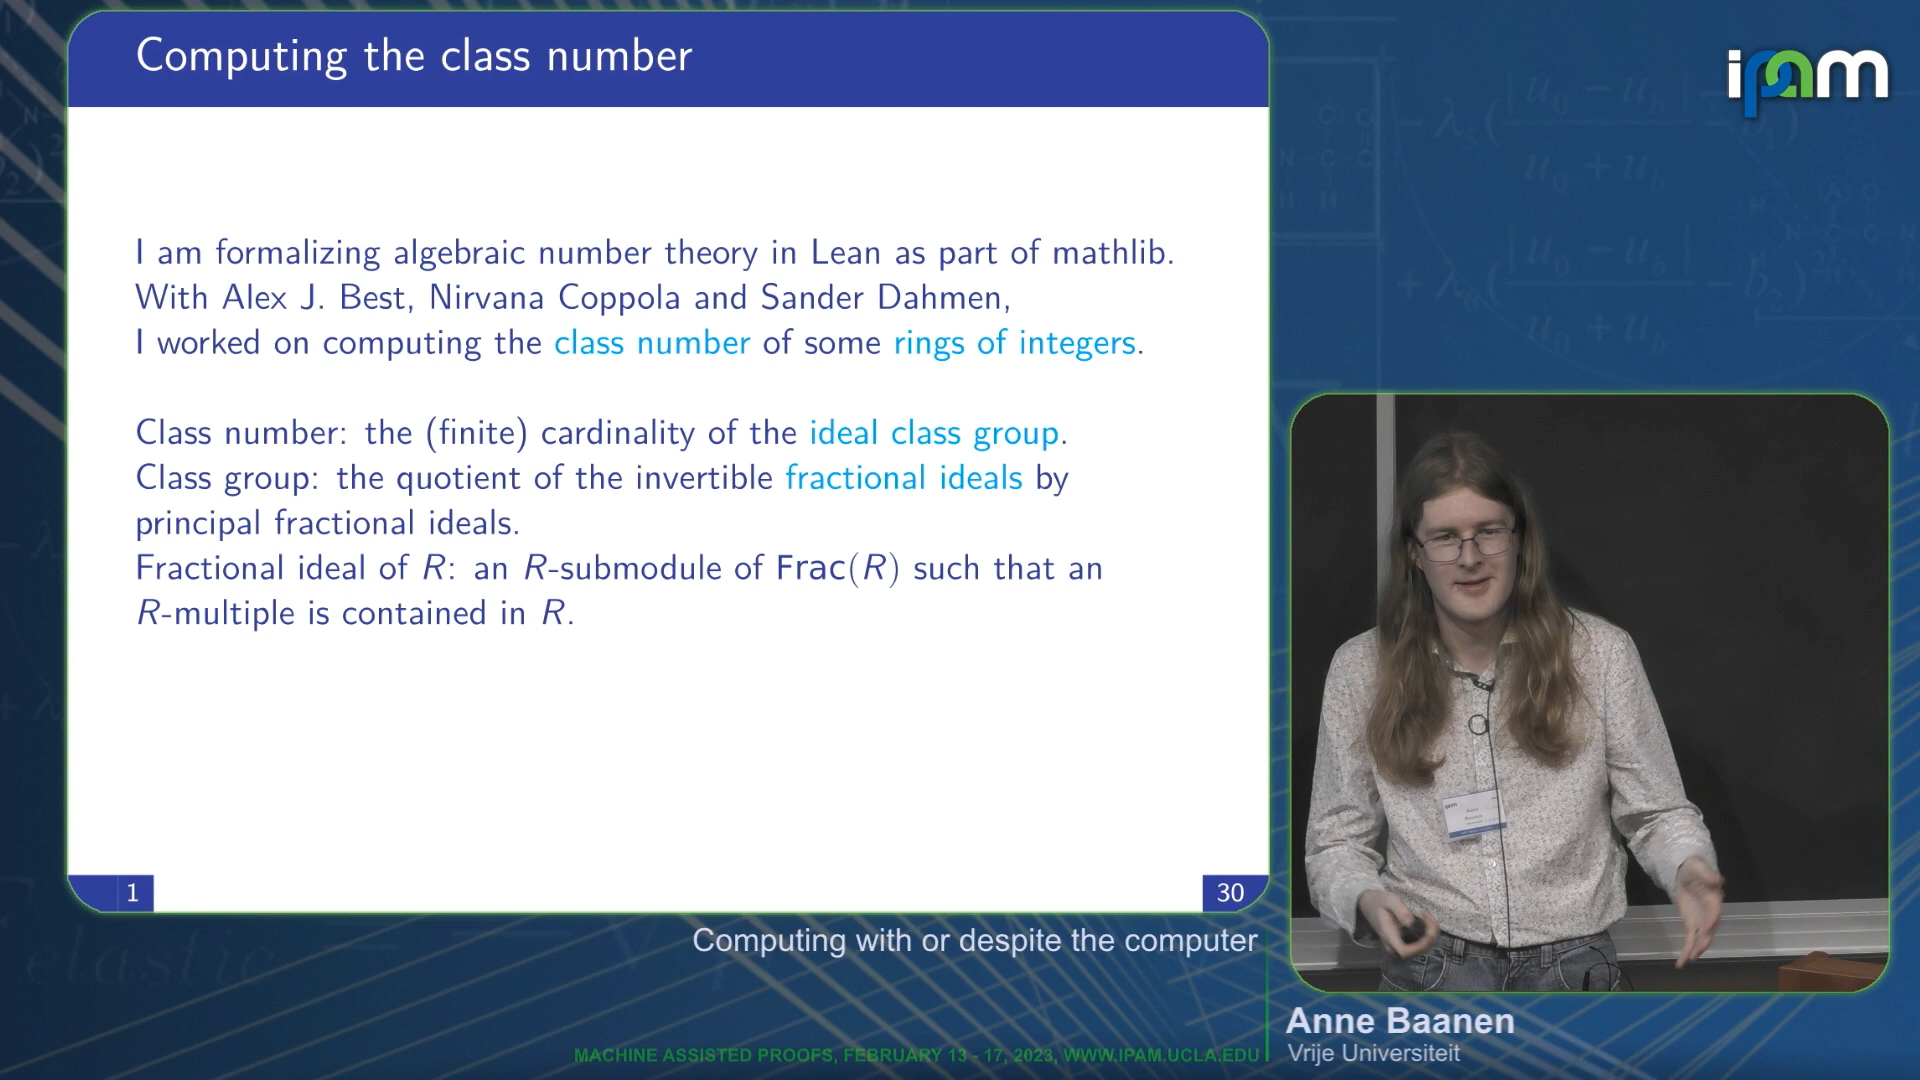 Computing the class number
ipam
I am formalizing algebraic number theory in Lean as part of mathlib.
With Alex J. Best, Nirvana Coppola and Sander Dahmen,
I worked on computing the class number of some rings of integers.
Class number: the (finite) cardinality of the ideal class group.
Class group: the quotient of the invertible fractional ideals by
principal fractional ideals.
Fractional ideal of R: an R-submodule of Frac(R) such that an
R-multiple is contained in R.
1
30
Computing with or despite the computer
Anne Baanen
Vrije Universiteit
MACHINE ASSISTED PROOFS, FEBRUARY 13 - 17, 2023, WWW.IPAM.UCLA.EDU
elastic